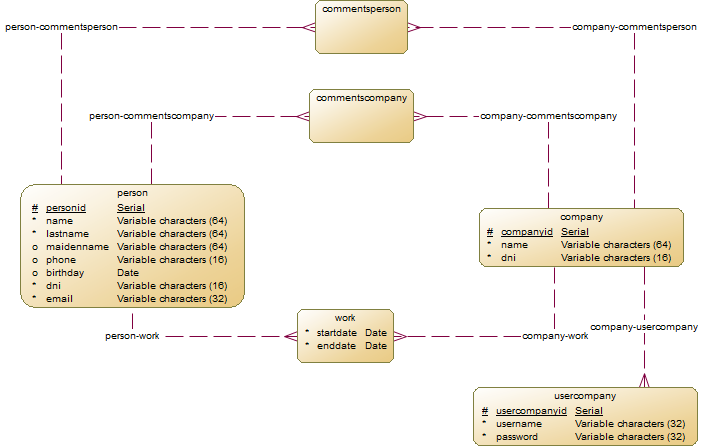 commentsperson
person-commentsperson
company-commentsperson
commentscompany
person-commentscompany
company-commentscompany
person
# personid Serial
* name Variable characters (64)
* lastname Variable characters (64)
o maidenname Variable characters (64)
o phone Variable characters (16)
o birthday Date
* dni Variable characters (16)
* email Variable characters (32)
company
# companyid Serial
* name Variable characters (64)
* dni Variable characters (16)
work
* startdate Date
* enddate Date
person-work
company-work
company-usercompany
usercompany
# usercompanyid Serial
* username Variable characters (32)
* password Variable characters (32)